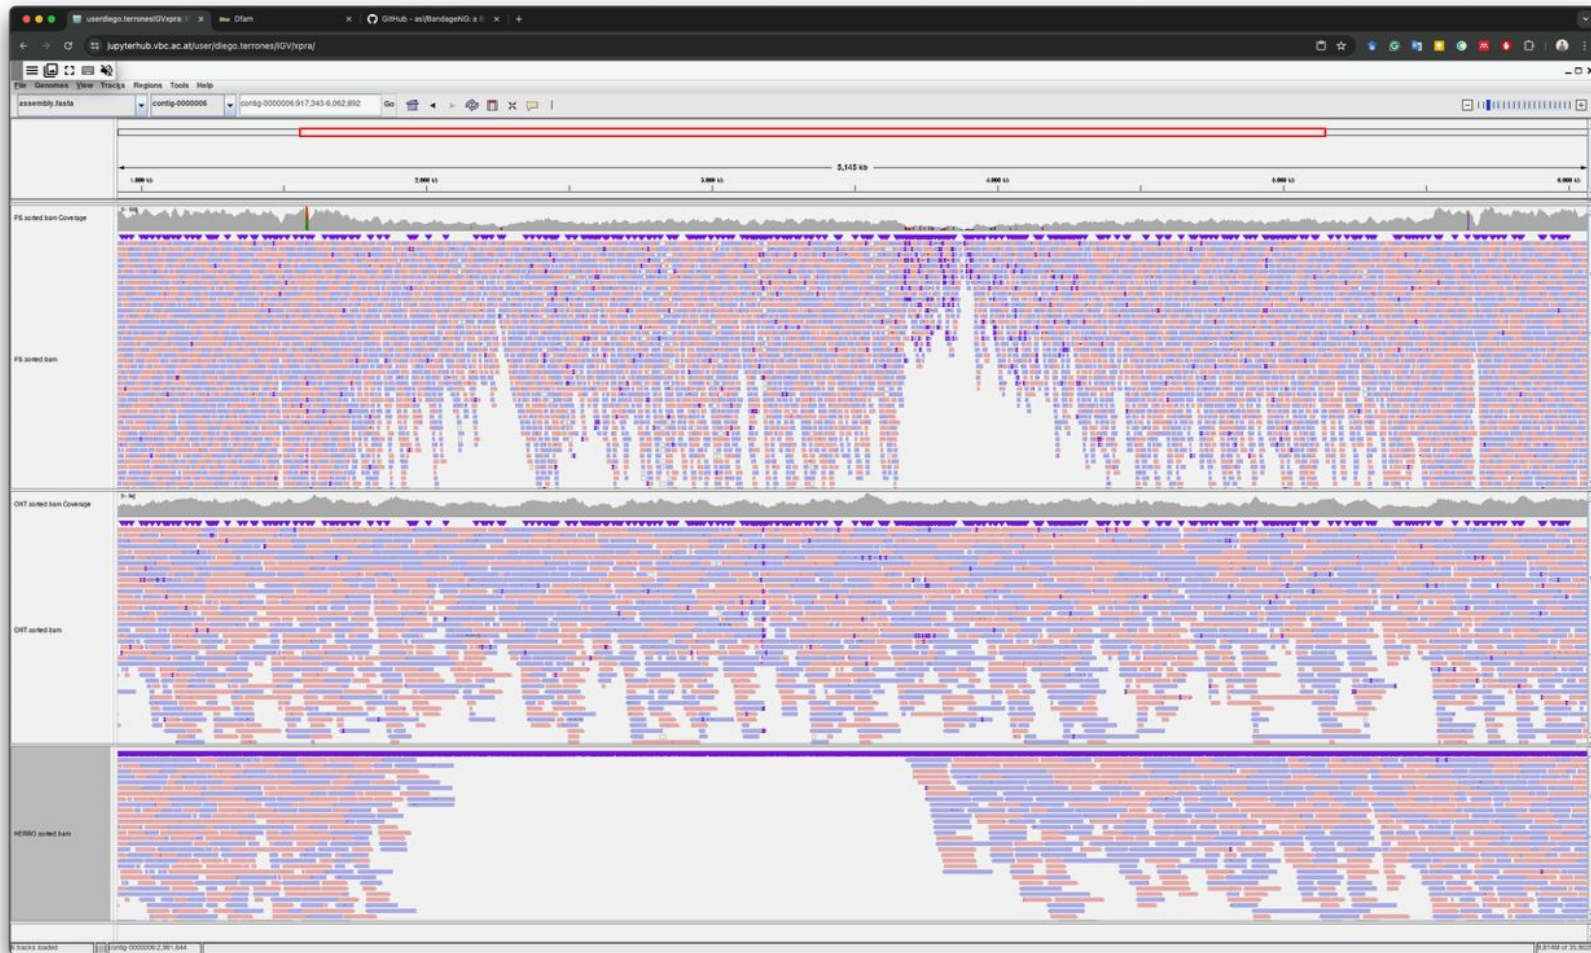 userdiego.terrones/IGV/xpra:
Dfam
GitHub - asl/BandageNG: a B
jupyterhub.vbc.ac.at/user/diego.terrones/IGV/xpra/
File Genomes View Tracks Regions Tools Help
assembly.fasta
contig-0000006
contig-0000006:917,343-6,062,892
Go
5,145 kb
1,000 kb
2,000 kb
3,000 kb
4,000 kb
5,000 kb
6,000 kb
PB.sorted.bam Coverage
PB.sorted.bam
ONT.sorted.bam Coverage
ONT.sorted.bam
HERRO.sorted.bam
tracks loaded
contig-0000006:2,961,644